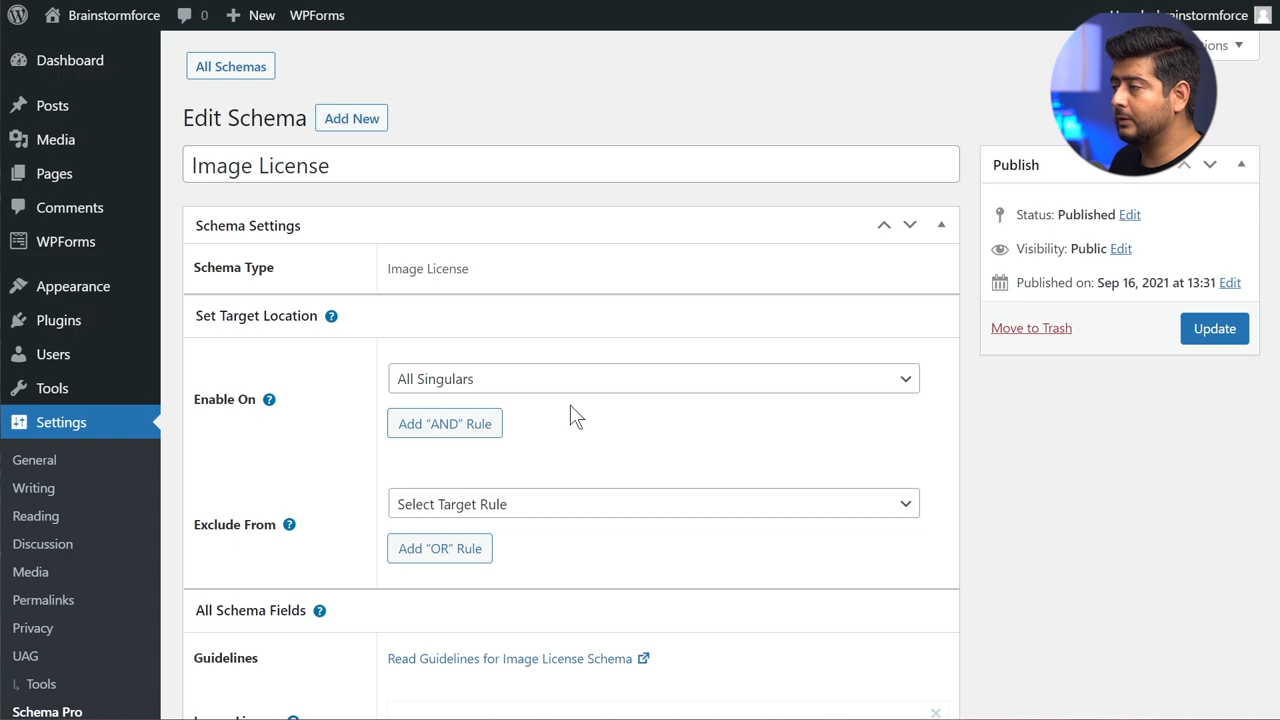 Brainstormforce
0
New
WPForms
instormforce
ions
Dashboard
Posts
Media
Pages
Comments
WPForms
Appearance
Plugins
Users
Tools
Settings
General
Writing
Reading
Discussion
Media
Permalinks
Privacy
UAG
Tools
Schema Pro
All Schemas
Edit Schema
Add New
Image License
Schema Settings
Schema Type
Image License
Set Target Location ?
Enable On ?
All Singulars
Add “AND” Rule
Exclude From ?
Select Target Rule
Add “OR” Rule
All Schema Fields ?
Guidelines
Read Guidelines for Image License Schema
Publish
Status: Published Edit
Visibility: Public Edit
Published on: Sep 16, 2021 at 13:31 Edit
Move to Trash
Update